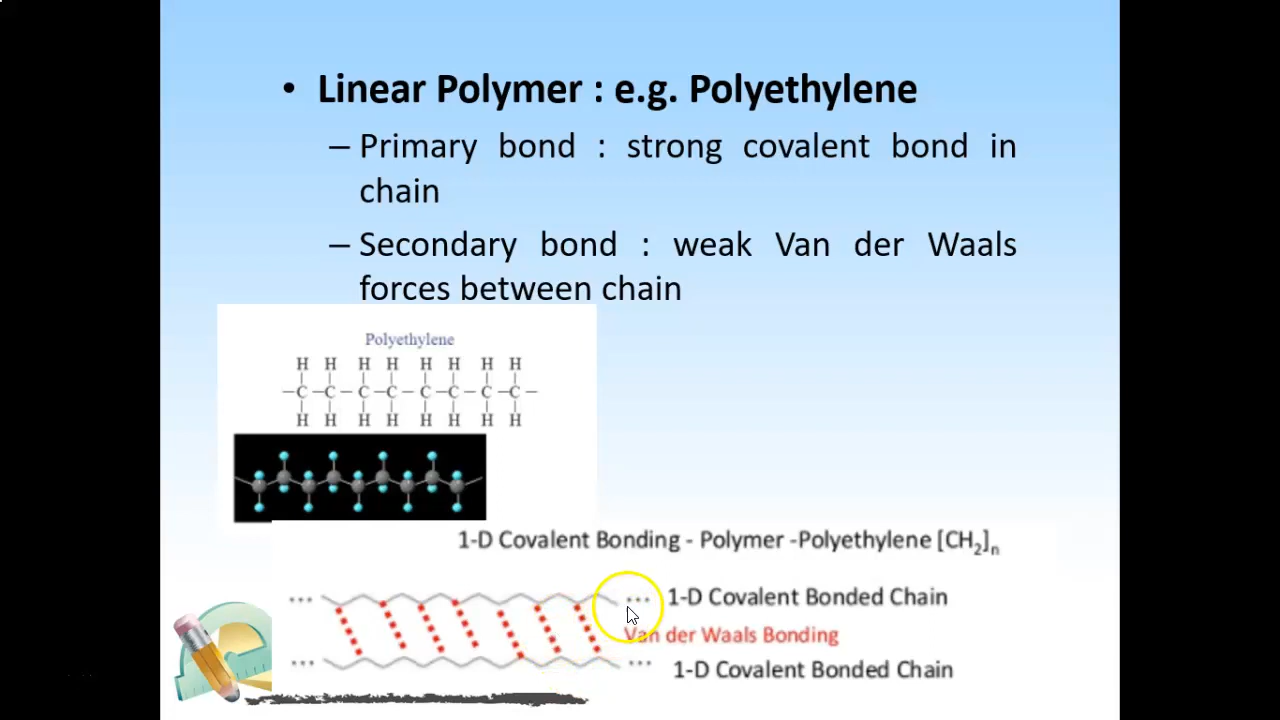 • Linear Polymer : e.g. Polyethylene
– Primary bond : strong covalent bond in
chain
– Secondary bond : weak Van der Waals
forces between chain
Polyethylene
H H H H H H H H
–C–C–C–C–C–C–C–C–
H H H H H H H H
1-D Covalent Bonding - Polymer -Polyethylene [CH₂]ₙ
... ... 1-D Covalent Bonded Chain
Van der Waals Bonding
... ... 1-D Covalent Bonded Chain